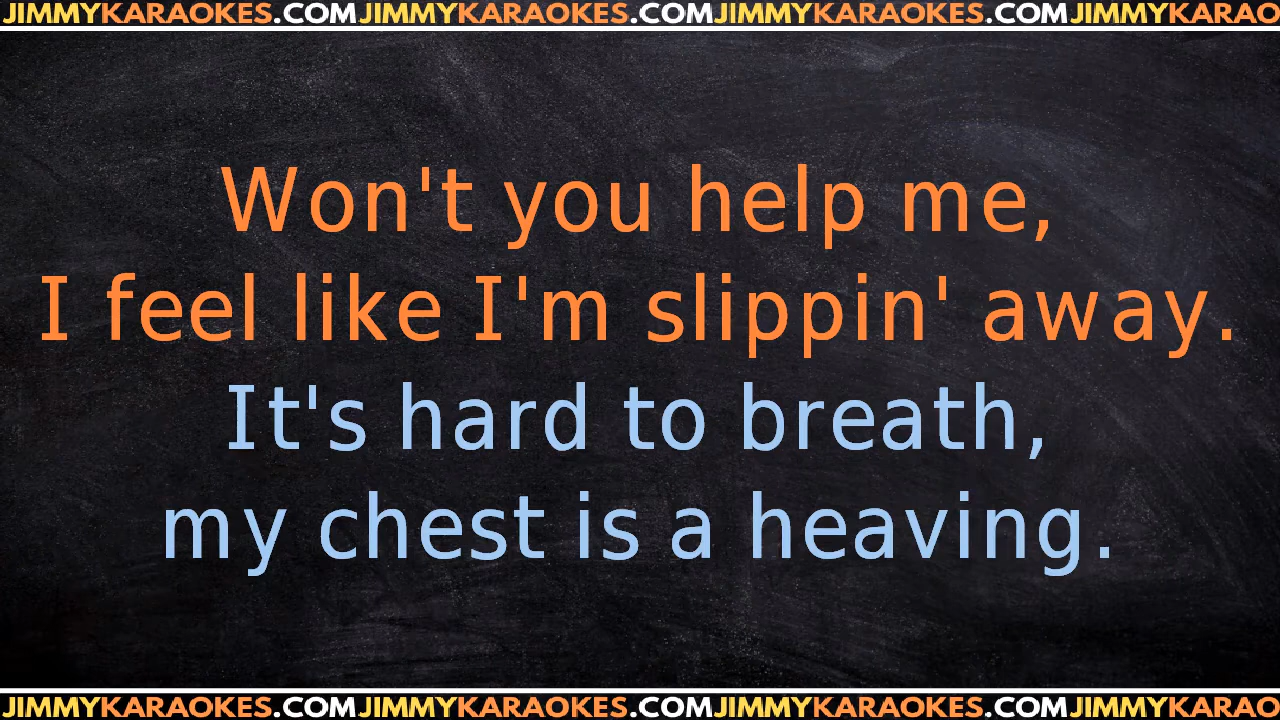 JIMMYKARAOKES.COMJIMMYKARAOKES.COMJIMMYKARAOKES.COMJIMMYKARAO
Won't you help me,
I feel like I'm slippin' away.
It's hard to breath,
my chest is a heaving.
JIMMYKARAOKES.COMJIMMYKARAOKES.COMJIMMYKARAOKES.COMJIMMYKARAO